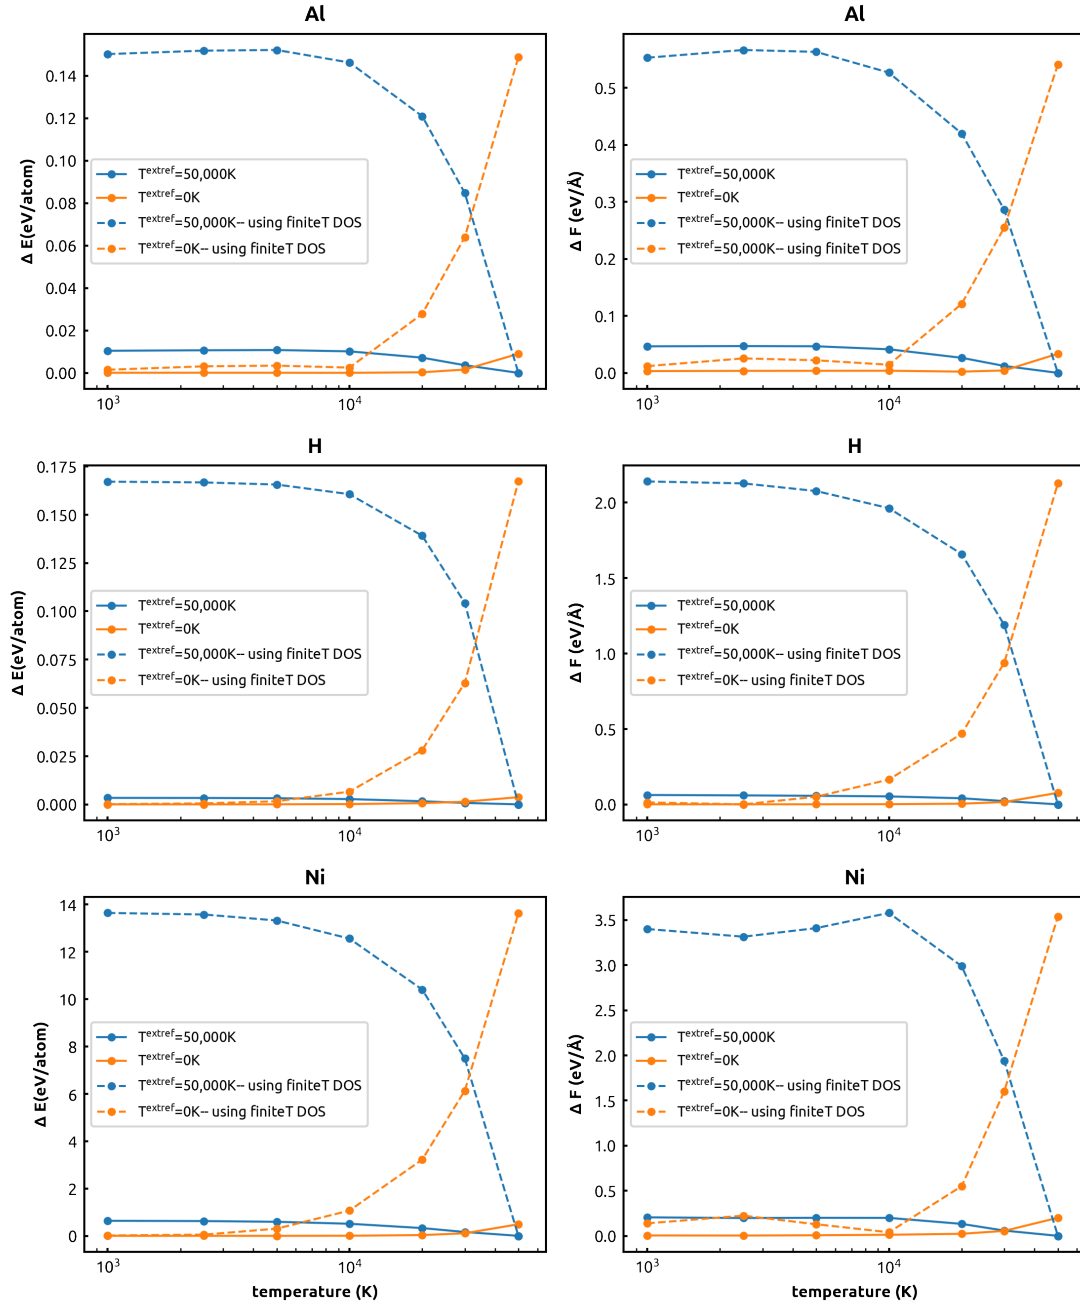 Al
Δ E(eV/atom)
0.14
0.12
0.10
0.08
0.06
0.04
0.02
0.00
T^extref=50,000K
T^extref=0K
T^extref=50,000K-- using finiteT DOS
T^extref=0K-- using finiteT DOS
10^3
10^4
Al
Δ F (eV/Å)
0.5
0.4
0.3
0.2
0.1
0.0
T^extref=50,000K
T^extref=0K
T^extref=50,000K-- using finiteT DOS
T^extref=50,000K-- using finiteT DOS
10^3
10^4
H
Δ E(eV/atom)
0.175
0.150
0.125
0.100
0.075
0.050
0.025
0.000
T^extref=50,000K
T^extref=0K
T^extref=50,000K-- using finiteT DOS
T^extref=0K-- using finiteT DOS
10^3
10^4
H
Δ F (eV/Å)
2.0
1.5
1.0
0.5
0.0
T^extref=50,000K
T^extref=0K
T^extref=50,000K-- using finiteT DOS
T^extref=0K-- using finiteT DOS
10^3
10^4
Ni
Δ E(eV/atom)
14
12
10
8
6
4
2
0
T^extref=50,000K
T^extref=0K
T^extref=50,000K-- using finiteT DOS
T^extref=0K-- using finiteT DOS
10^3
10^4
temperature (K)
Ni
Δ F (eV/Å)
3.5
3.0
2.5
2.0
1.5
1.0
0.5
0.0
T^extref=50,000K
T^extref=0K
T^extref=50,000K-- using finiteT DOS
T^extref=0K-- using finiteT DOS
10^3
10^4
temperature (K)